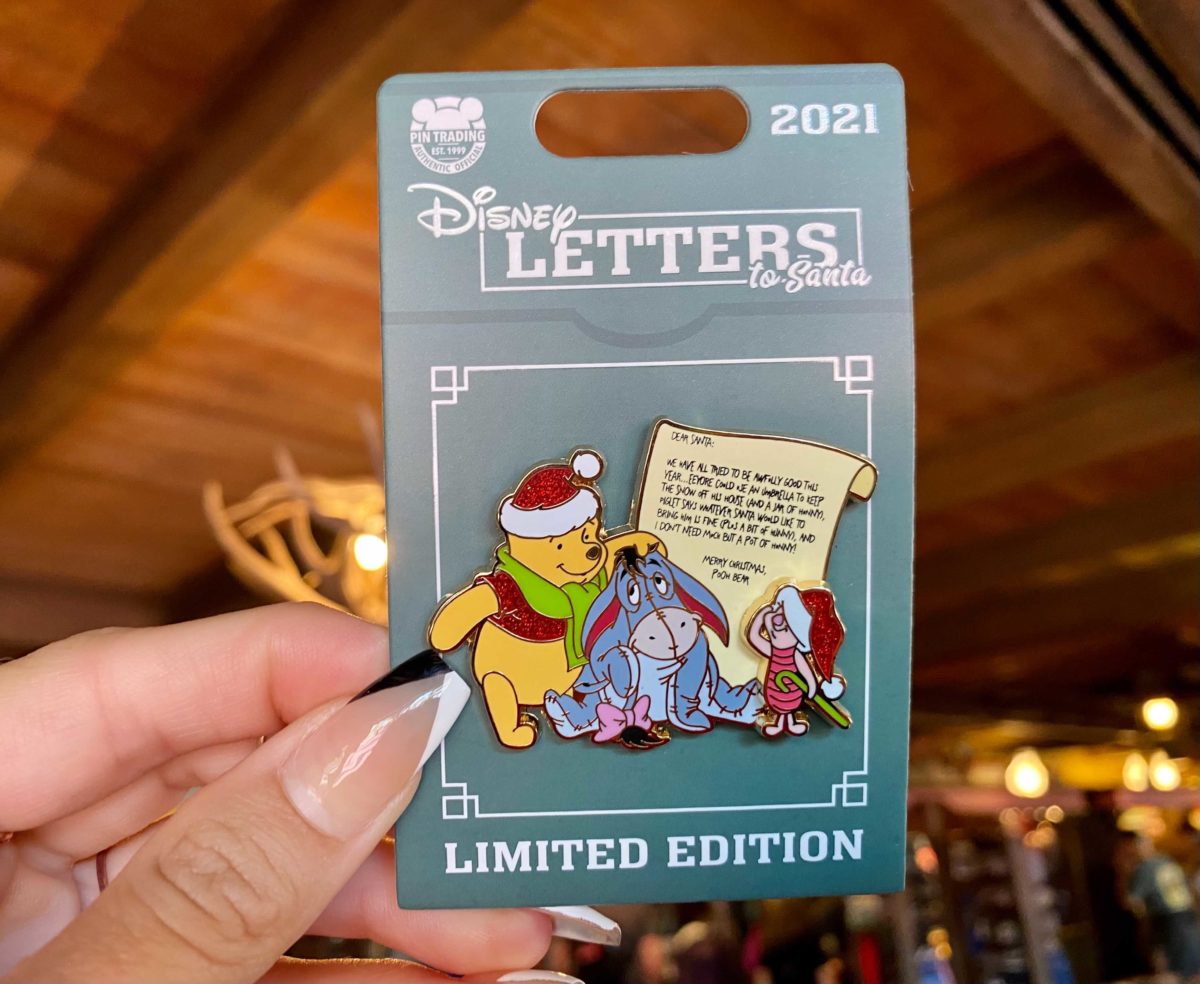 PIN TRADING
EST. 1999
AUTHENTIC OFFICIAL
2021
Disney
LETTERS
to Santa
DEAR SANTA:
WE HAVE ALL TRIED TO BE AWFULLY GOOD THIS
YEAR...EEYORE COULD USE AN UMBRELLA TO KEEP
THE SNOW OFF HIS HOUSE (AND A JAR OF HUNNY),
PIGLET SAYS WHATEVER SANTA WOULD LIKE TO
BRING HIM IS FINE (PLUS A BIT OF HUNNY), AND
I DON'T NEED MUCH BUT A POT OF HUNNY!
MERRY CHRISTMAS,
POOH BEAR
LIMITED EDITION